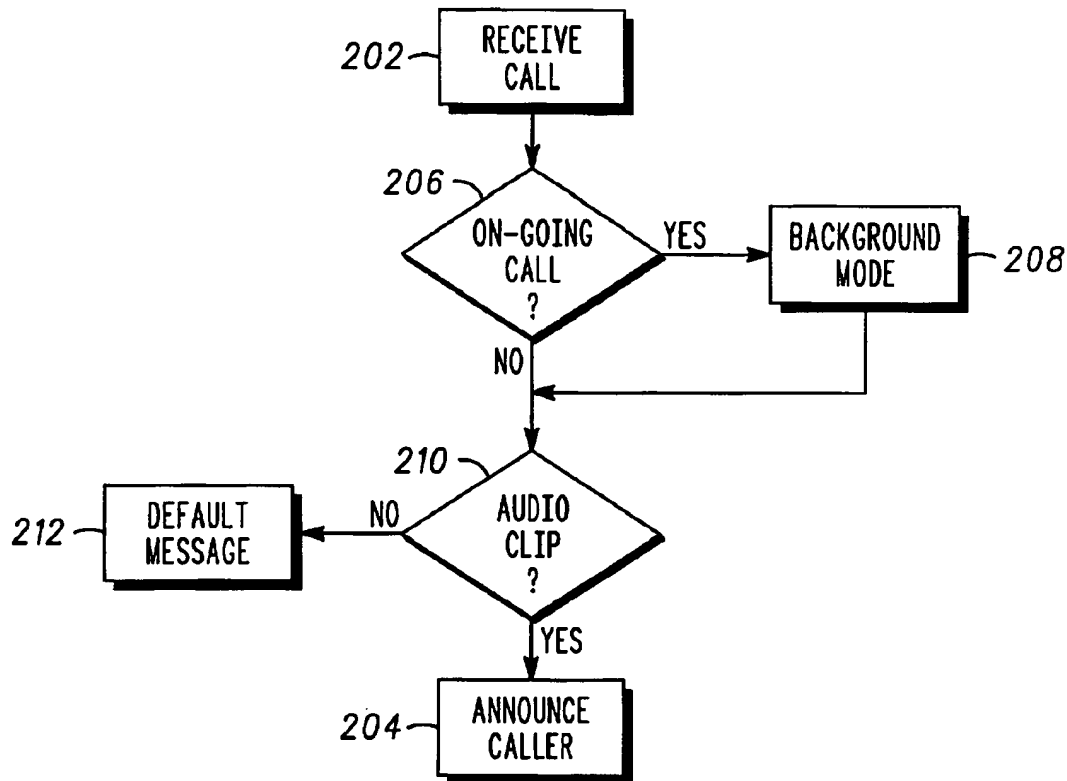 RECEIVE
CALL
202
206
ON-GOING
CALL
?
YES
BACKGROUND
MODE
208
NO
210
AUDIO
CLIP
?
NO
DEFAULT
MESSAGE
212
YES
ANNOUNCE
CALLER
204